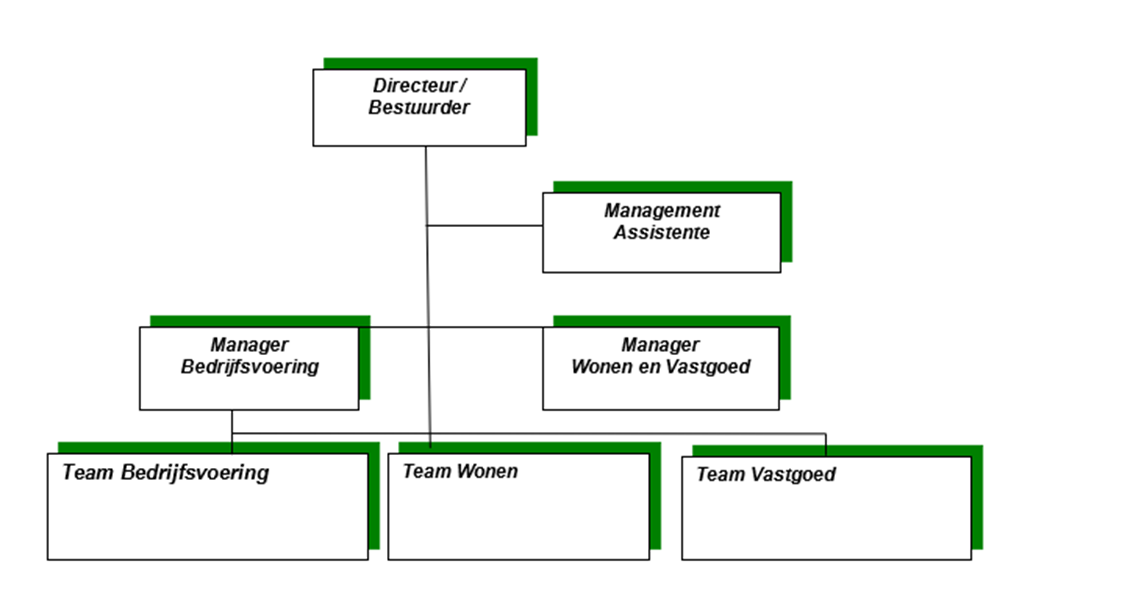 Directeur/
Bestuurder
Management
Assistente
Manager
Bedrijfsvoering
Manager
Wonen en Vastgoed
Team Bedrijfsvoering
Team Wonen
Team Vastgoed